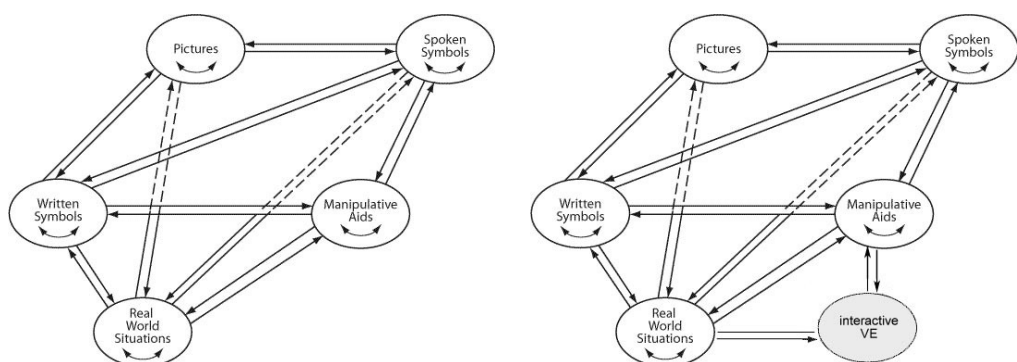 Pictures
Spoken
Symbols
Written
Symbols
Manipulative
Aids
Real
World
Situations
Pictures
Spoken
Symbols
Written
Symbols
Manipulative
Aids
Real
World
Situations
interactive
VE